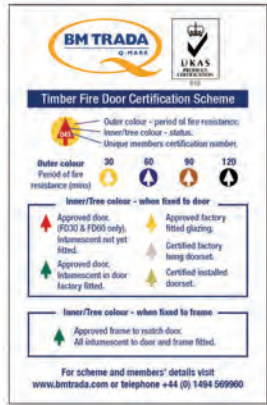 BM TRADA
Q-MARK
UKAS
PRODUCT
CERTIFICATION
Timber Fire Door Certification Scheme
Outer colour - period of fire resistance.
Inner/tree colour - status.
Unique members certification number.
Outer colour 30 60 90 120
Period of fire
resistance (mins)
Inner/Tree colour - when fixed to door
Approved door.
(FD30 & FD60 only).
Intumescent not yet
fitted.
Approved door.
Intumescent in door
factory fitted.
Approved factory
fitted glazing.
Certified factory
hung doorset.
Certified installed
doorset.
Inner/Tree colour - when fixed to frame
Approved frame to match door.
All intumescent to door and frame fitted.
For scheme and members' details visit
www.bmtrada.com or telephone +44 (0) 1494 569960